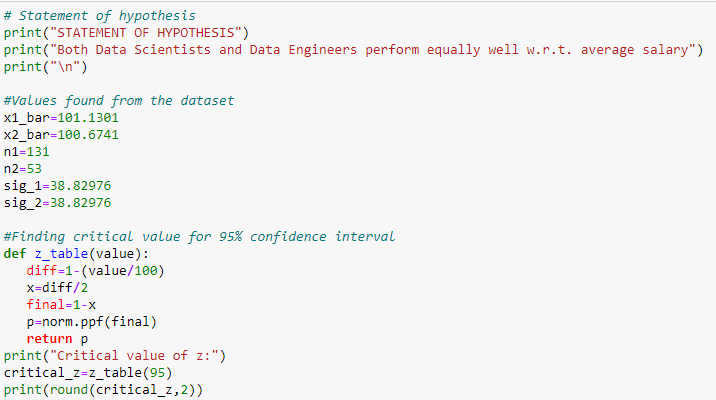 # Statement of hypothesis
print("STATEMENT OF HYPOTHESIS")
print("Both Data Scientists and Data Engineers perform equally well w.r.t. average salary")
print("\n")

#Values found from the dataset
x1_bar=101.1301
x2_bar=100.6741
n1=131
n2=53
sig_1=38.82976
sig_2=38.82976

#Finding critical value for 95% confidence interval
def z_table(value):
   diff=1-(value/100)
   x=diff/2
   final=1-x
   p=norm.ppf(final)
   return p
print("Critical value of z:")
critical_z=z_table(95)
print(round(critical_z,2))